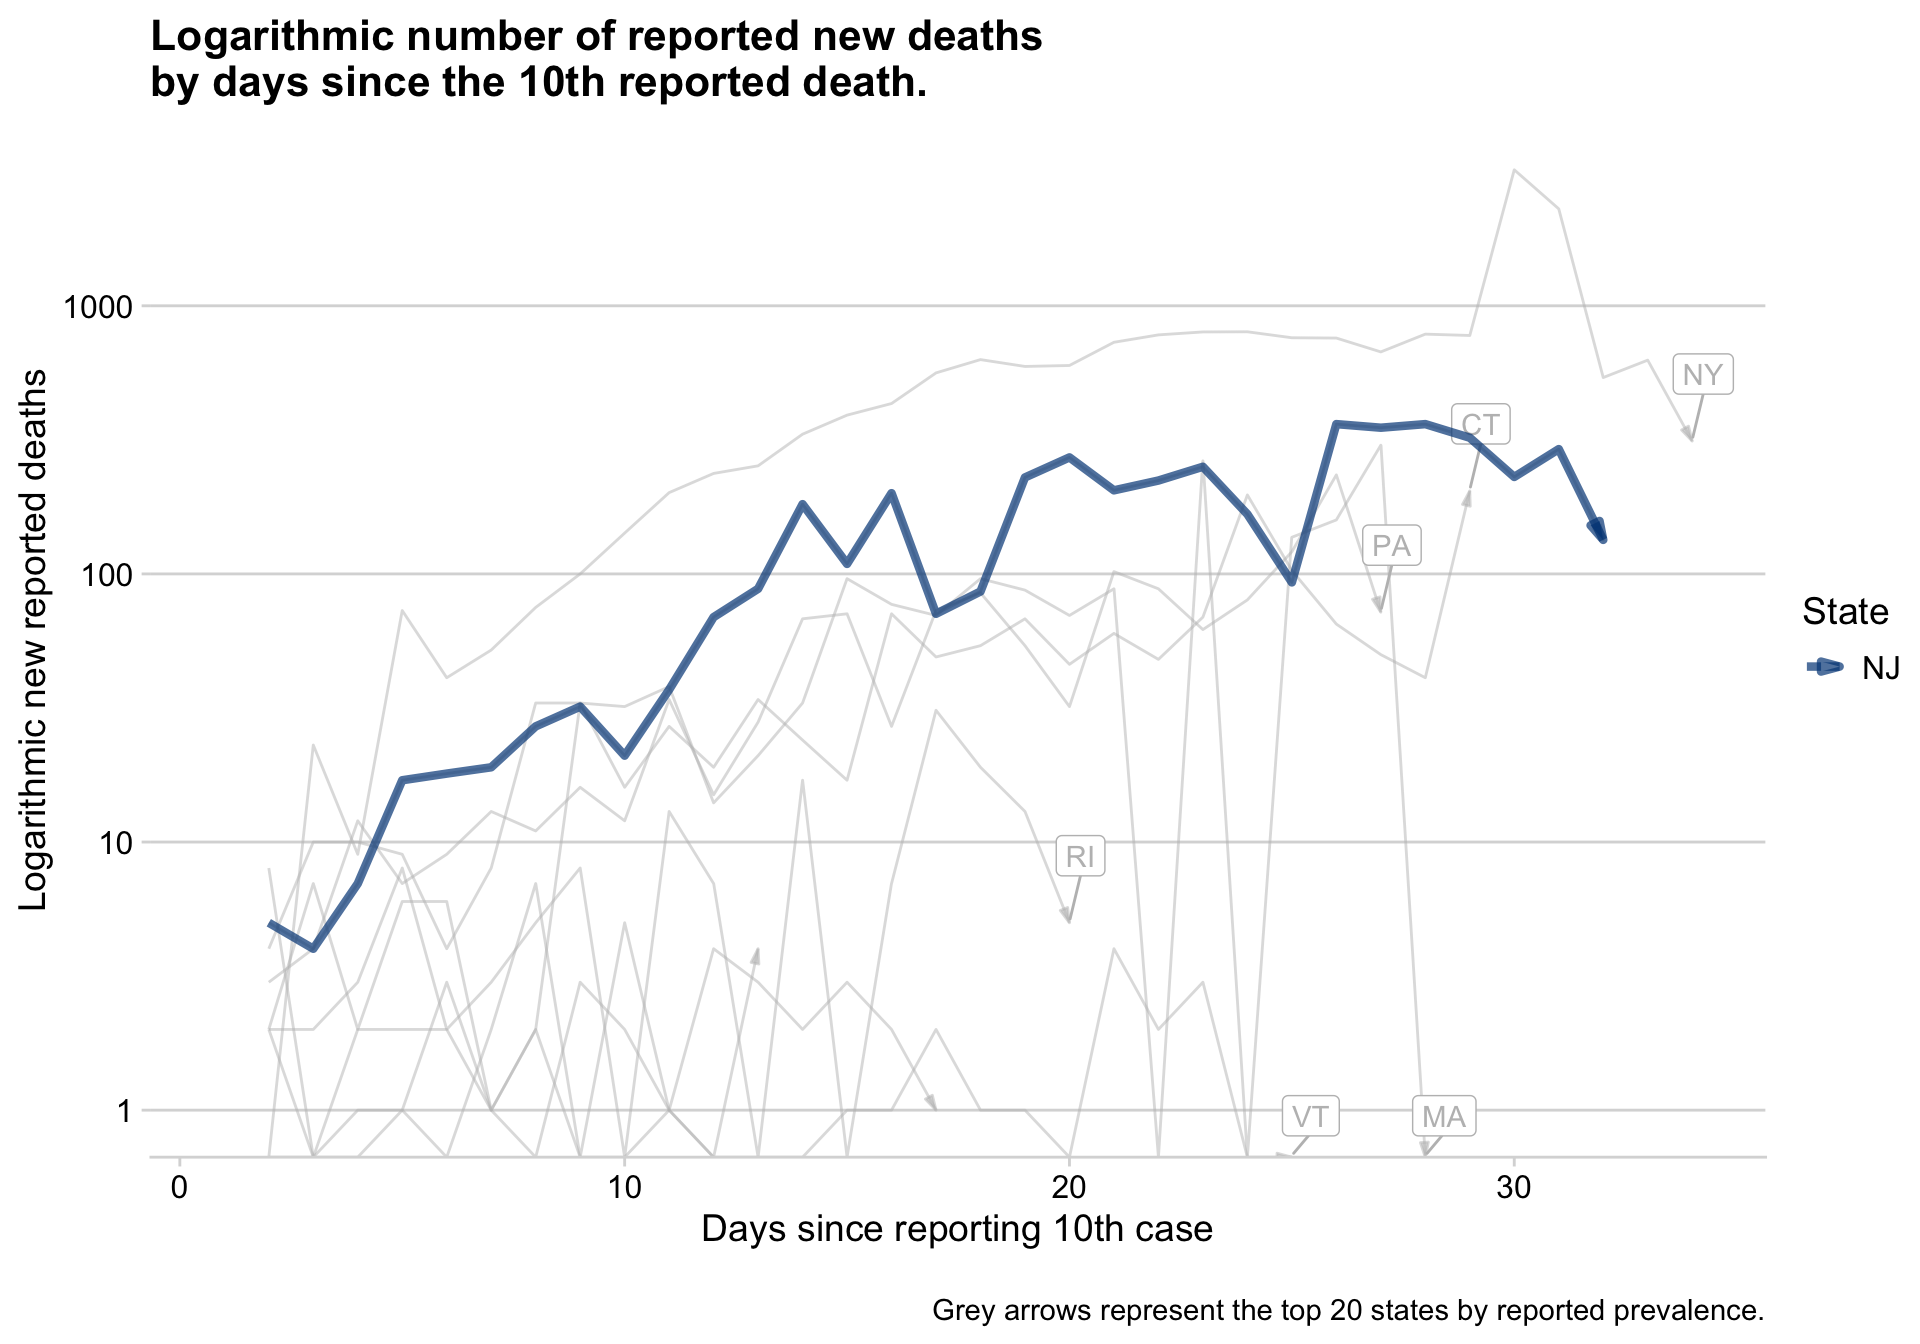 Logarithmic number of reported new deaths
by days since the 10th reported death.
Logarithmic new reported deaths
1000
100
10
1
NY
CT
PA
RI
VT
MA
State
NJ
0
10
20
30
Days since reporting 10th case
Grey arrows represent the top 20 states by reported prevalence.